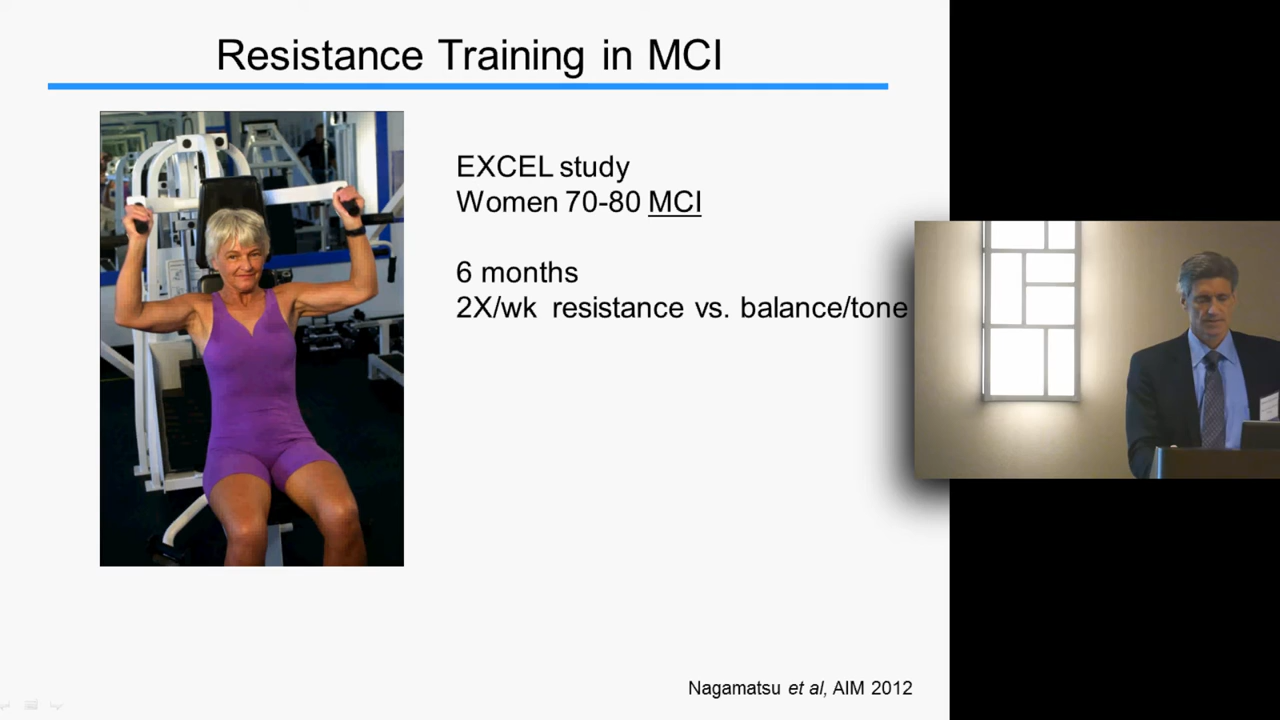 Resistance Training in MCI
EXCEL study
Women 70-80 MCI
6 months
2X/wk resistance vs. balance/tone
Nagamatsu et al, AIM 2012